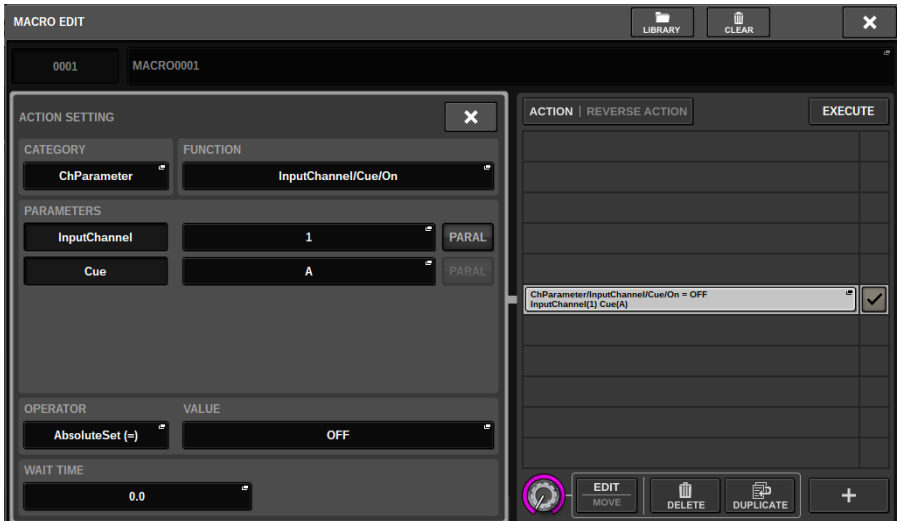 MACRO EDIT
LIBRARY
CLEAR
0001
MACRO0001
ACTION SETTING
CATEGORY
FUNCTION
ChParameter
InputChannel/Cue/On
PARAMETERS
InputChannel
1
PARAL
Cue
A
PARAL
OPERATOR
VALUE
AbsoluteSet (=)
OFF
WAIT TIME
0.0
ACTION | REVERSE ACTION
EXECUTE
ChParameter/InputChannel/Cue/On = OFF
InputChannel(1) Cue(A)
EDIT
MOVE
DELETE
DUPLICATE
+